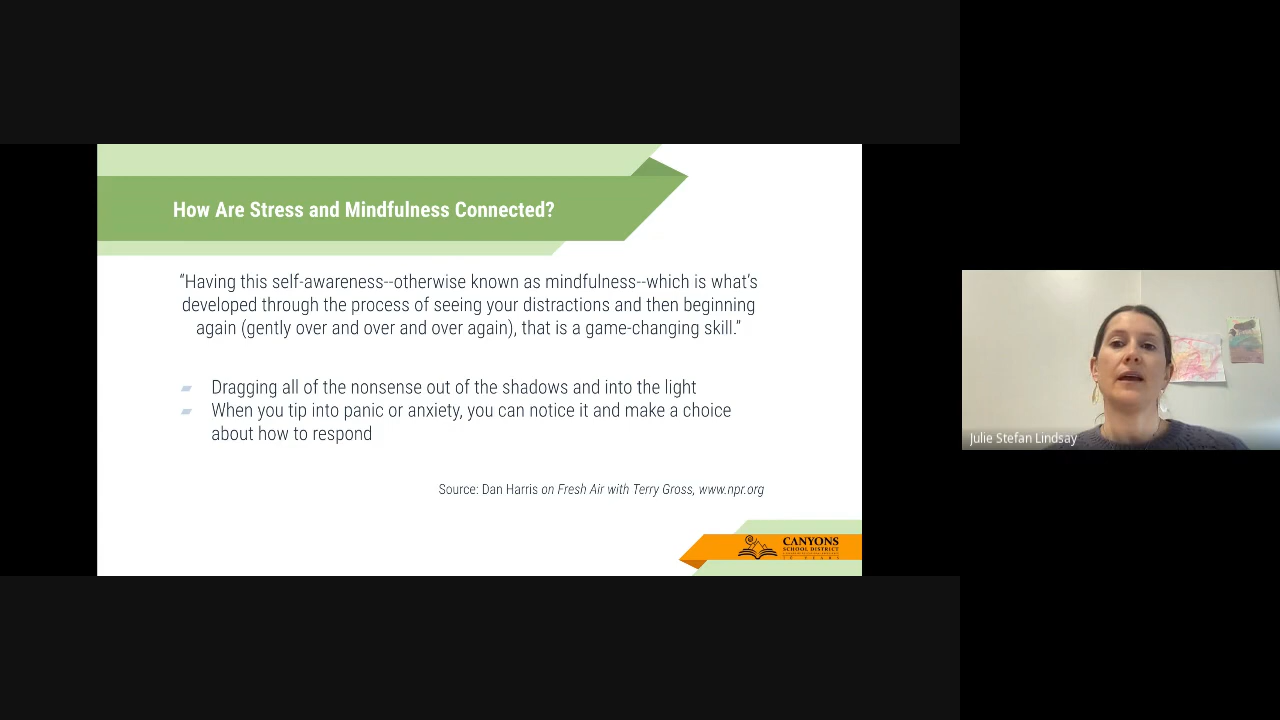 How Are Stress and Mindfulness Connected?
“Having this self-awareness--otherwise known as mindfulness--which is what’s
developed through the process of seeing your distractions and then beginning
again (gently over and over and over again), that is a game-changing skill.”
Dragging all of the nonsense out of the shadows and into the light
When you tip into panic or anxiety, you can notice it and make a choice
about how to respond
Source: Dan Harris on Fresh Air with Terry Gross, www.npr.org
CANYONS
SCHOOL DISTRICT
Julie Stefan Lindsay